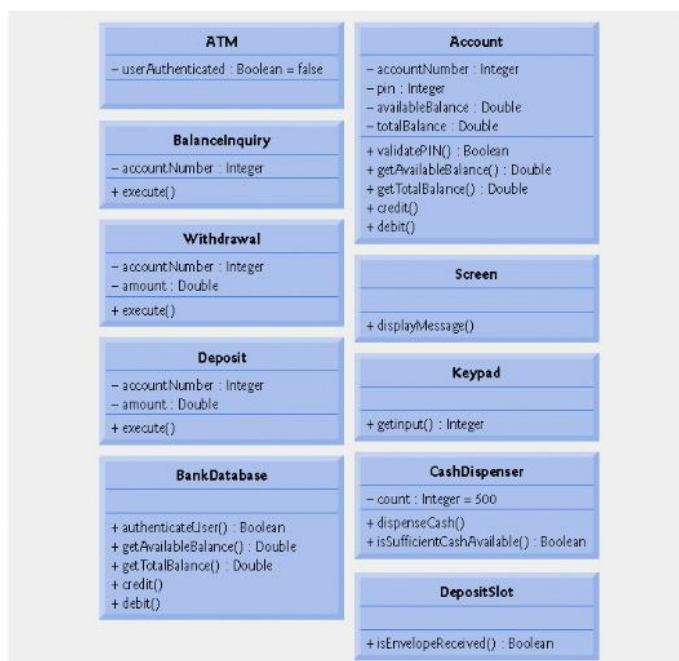 ATM
– userAuthenticated : Boolean = false
BalanceInquiry
– accountNumber : Integer
+ execute()
Withdrawal
– accountNumber : Integer
– amount : Double
+ execute()
Deposit
– accountNumber : Integer
– amount : Double
+ execute()
BankDatabase
+ authenticateUser() : Boolean
+ getAvailableBalance() : Double
+ getTotalBalance() : Double
+ credit()
+ debit()
Account
– accountNumber : Integer
– pin : Integer
– availableBalance : Double
– totalBalance : Double
+ validatePIN() : Boolean
+ getAvailableBalance() : Double
+ getTotalBalance() : Double
+ credit()
+ debit()
Screen
+ displayMessage()
Keypad
+ getinput() : Integer
CashDispenser
– count : Integer = 500
+ dispenseCash()
+ isSufficientCashAvailable() : Boolean
DepositSlot
+ isEnvelopeReceived() : Boolean